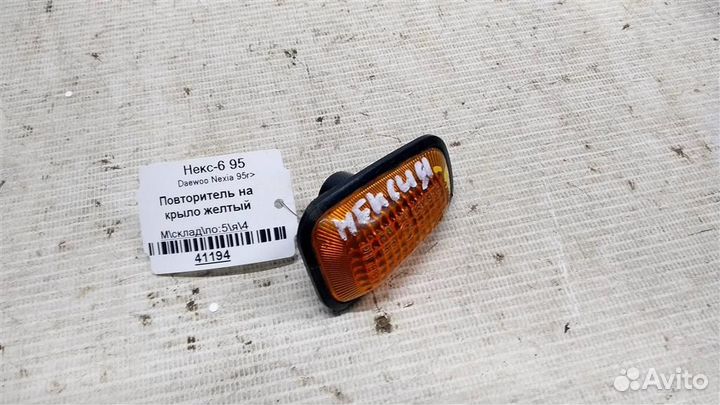 Некс-6 95
Daewoo Nexia 95г>
Повторитель на
крыло желтый
М\склад\по:5\я\4
41194
НЕКСИЯ
Avito